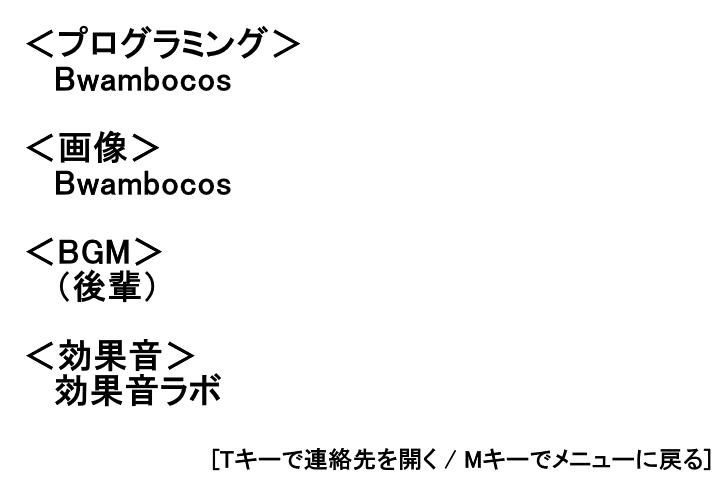 ＜プログラミング＞
Bwambocos
＜画像＞
Bwambocos
＜BGM＞
（後輩）
＜効果音＞
効果音ラボ
[Tキーで連絡先を開く / Mキーでメニューに戻る]